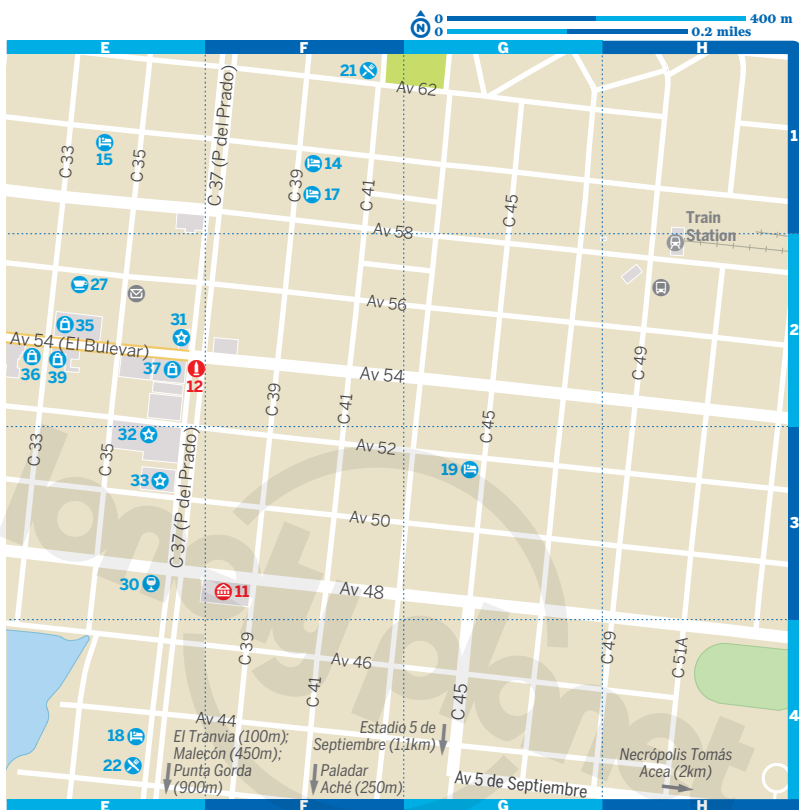 0 400 m
N
0 0.2 miles
E F G H
21
Av 62
1
C 33
15
C 35
C 37 (P del Prado)
14
C 39
17
C 41
C 45
Train
Station
Av 58
27
Av 56
31
35
2
Av 54 (El Bulevar)
36
39
37
12
Av 54
C 49
C 39
C 41
C 45
32
C 33
C 35
C 37 (P del Prado)
Av 52
19
33
3
Av 50
30
11
Av 48
C 39
Av 46
C 49
C 51A
C 41
C 45
4
Av 44
18
El Tranvia (100m);
Malecón (450m);
Punta Gorda
(900m)
22
Estadio 5 de
Septiembre (1.1km)
Paladar
Aché (250m)
Necrópolis Tomás
Acea (2km)
Av 5 de Septiembre
E F G H
lonely planet